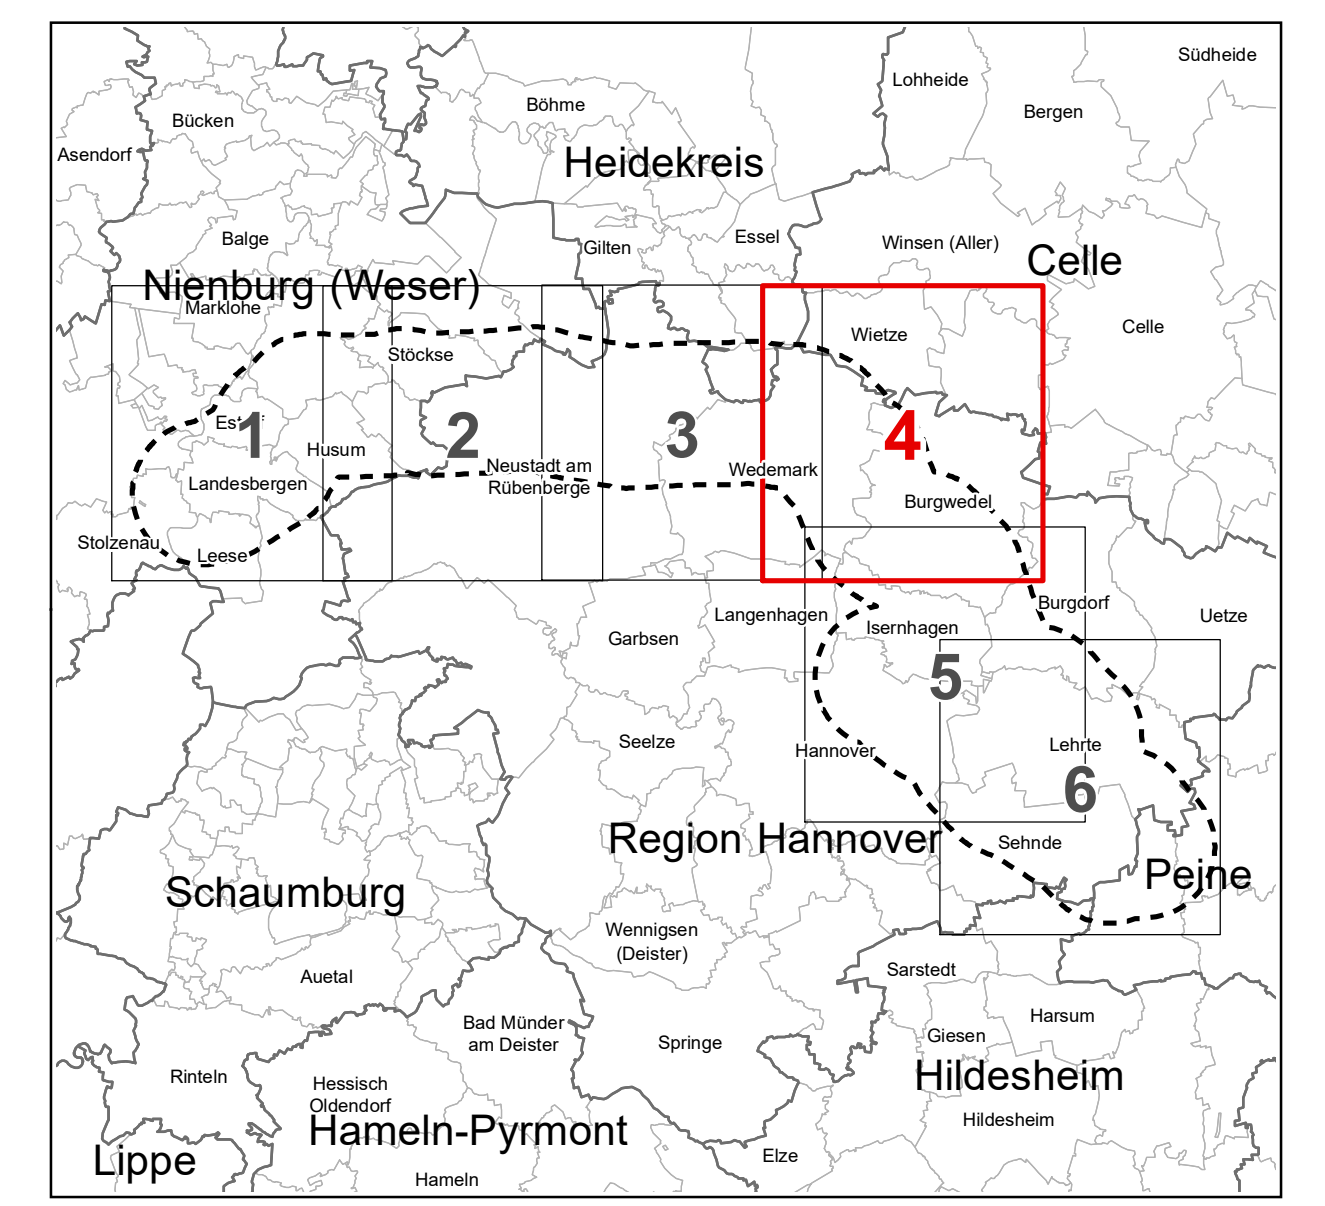 Südheide
Lohheide
Böhme
Bergen
Bücken
Asendorf
Heidekreis
Balge
Gilten
Essel
Winsen (Aller)
Celle
Nienburg (Weser)
Marklohe
Stöckse
Wietze
Celle
1
2
3
4
Husum
Neustadt am
Rübenberge
Wedemark
Landesbergen
Burgwedel
Stolzenau
Leese
Langenhagen
Burgdorf
Uetze
Garbsen
Isernhagen
5
Seelze
Hannover
Lehrte
6
Region Hannover
Sehnde
Peine
Schaumburg
Wennigsen
(Deister)
Auetal
Sarstedt
Bad Münder
am Deister
Springe
Harsum
Giesen
Rinteln
Hessisch
Oldendorf
Hildesheim
Hildesheim
Hameln-Pyrmont
Lippe
Elze
Hameln